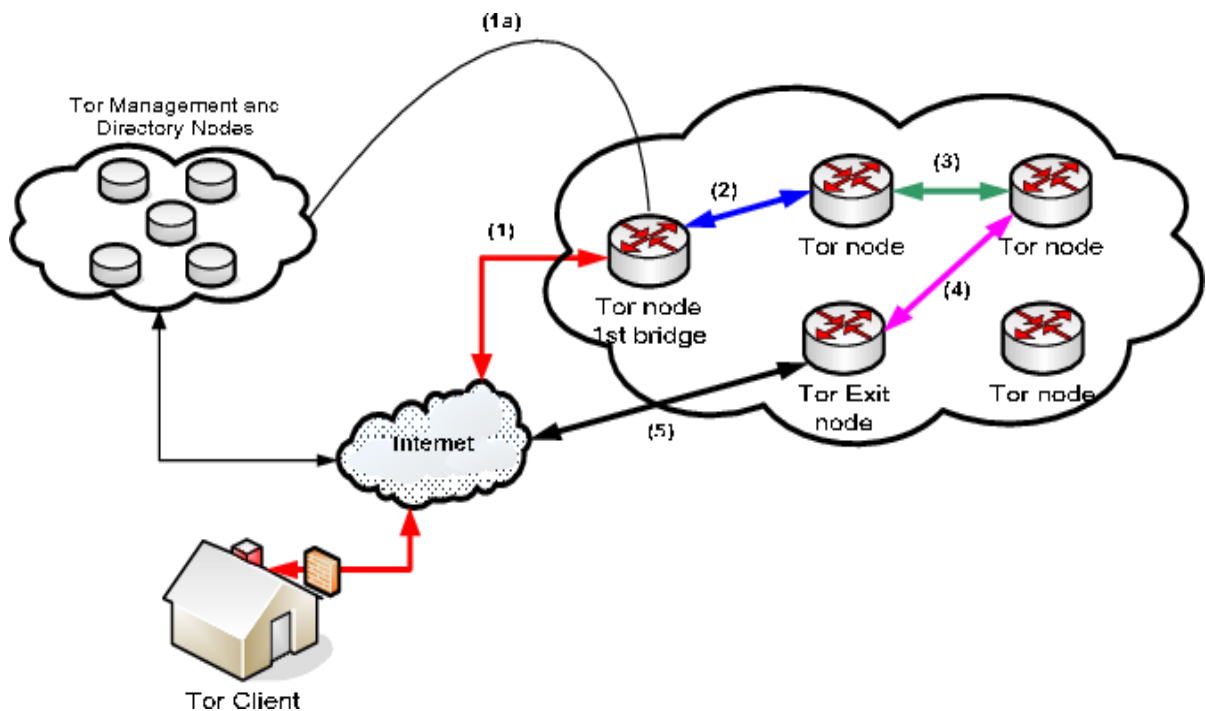 (1a)
Tor Management and
Directory Nodes
(1)
(2)
(3)
Tor node
Tor node
(4)
Tor node
1st bridge
Tor Exit
node
Tor node
(5)
Internet
Tor Client